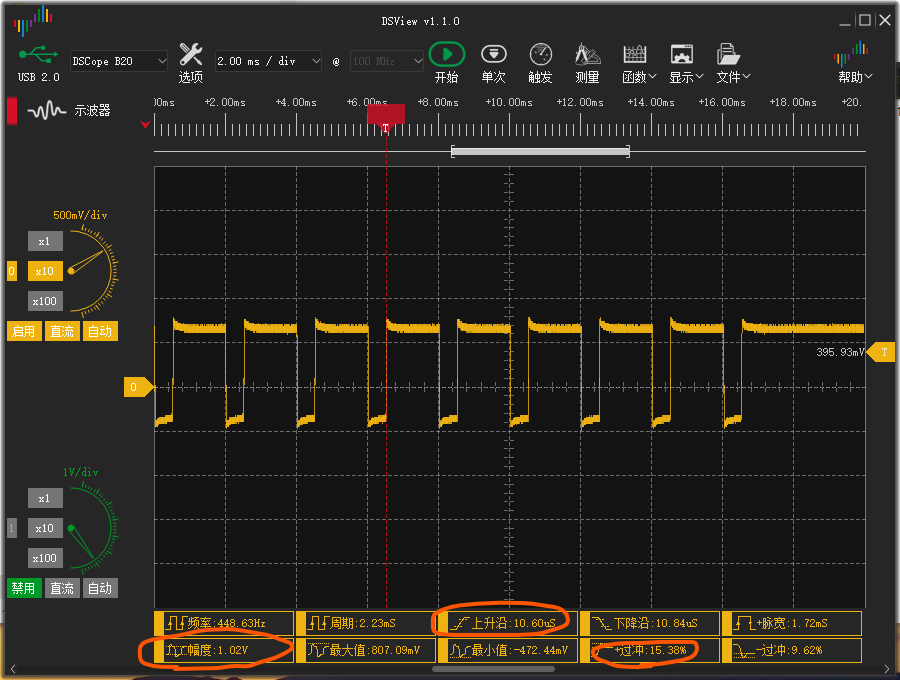 DSView v1.1.0
USB 2.0
DSCope B20
选项
2.00 ms / div
@
100 MHz
开始
单次
触发
测量
函数
显示
文件
帮助
示波器
00ms +2.00ms +4.00ms +6.00ms +8.00ms +10.00ms +12.00ms +14.00ms +16.00ms +18.00ms +20.
T
500mV/div
x1
0 x10
x100
启用 直流 自动
395.93mV T
0
1V/div
x1
1 x10
x100
禁用 直流 自动
频率:448.63Hz 周期:2.23mS 上升沿:10.60uS 下降沿:10.84uS +脉宽:1.72mS
幅度:1.02V 最大值:807.09mV 最小值:-472.44mV +过冲:15.38% -过冲:9.62%